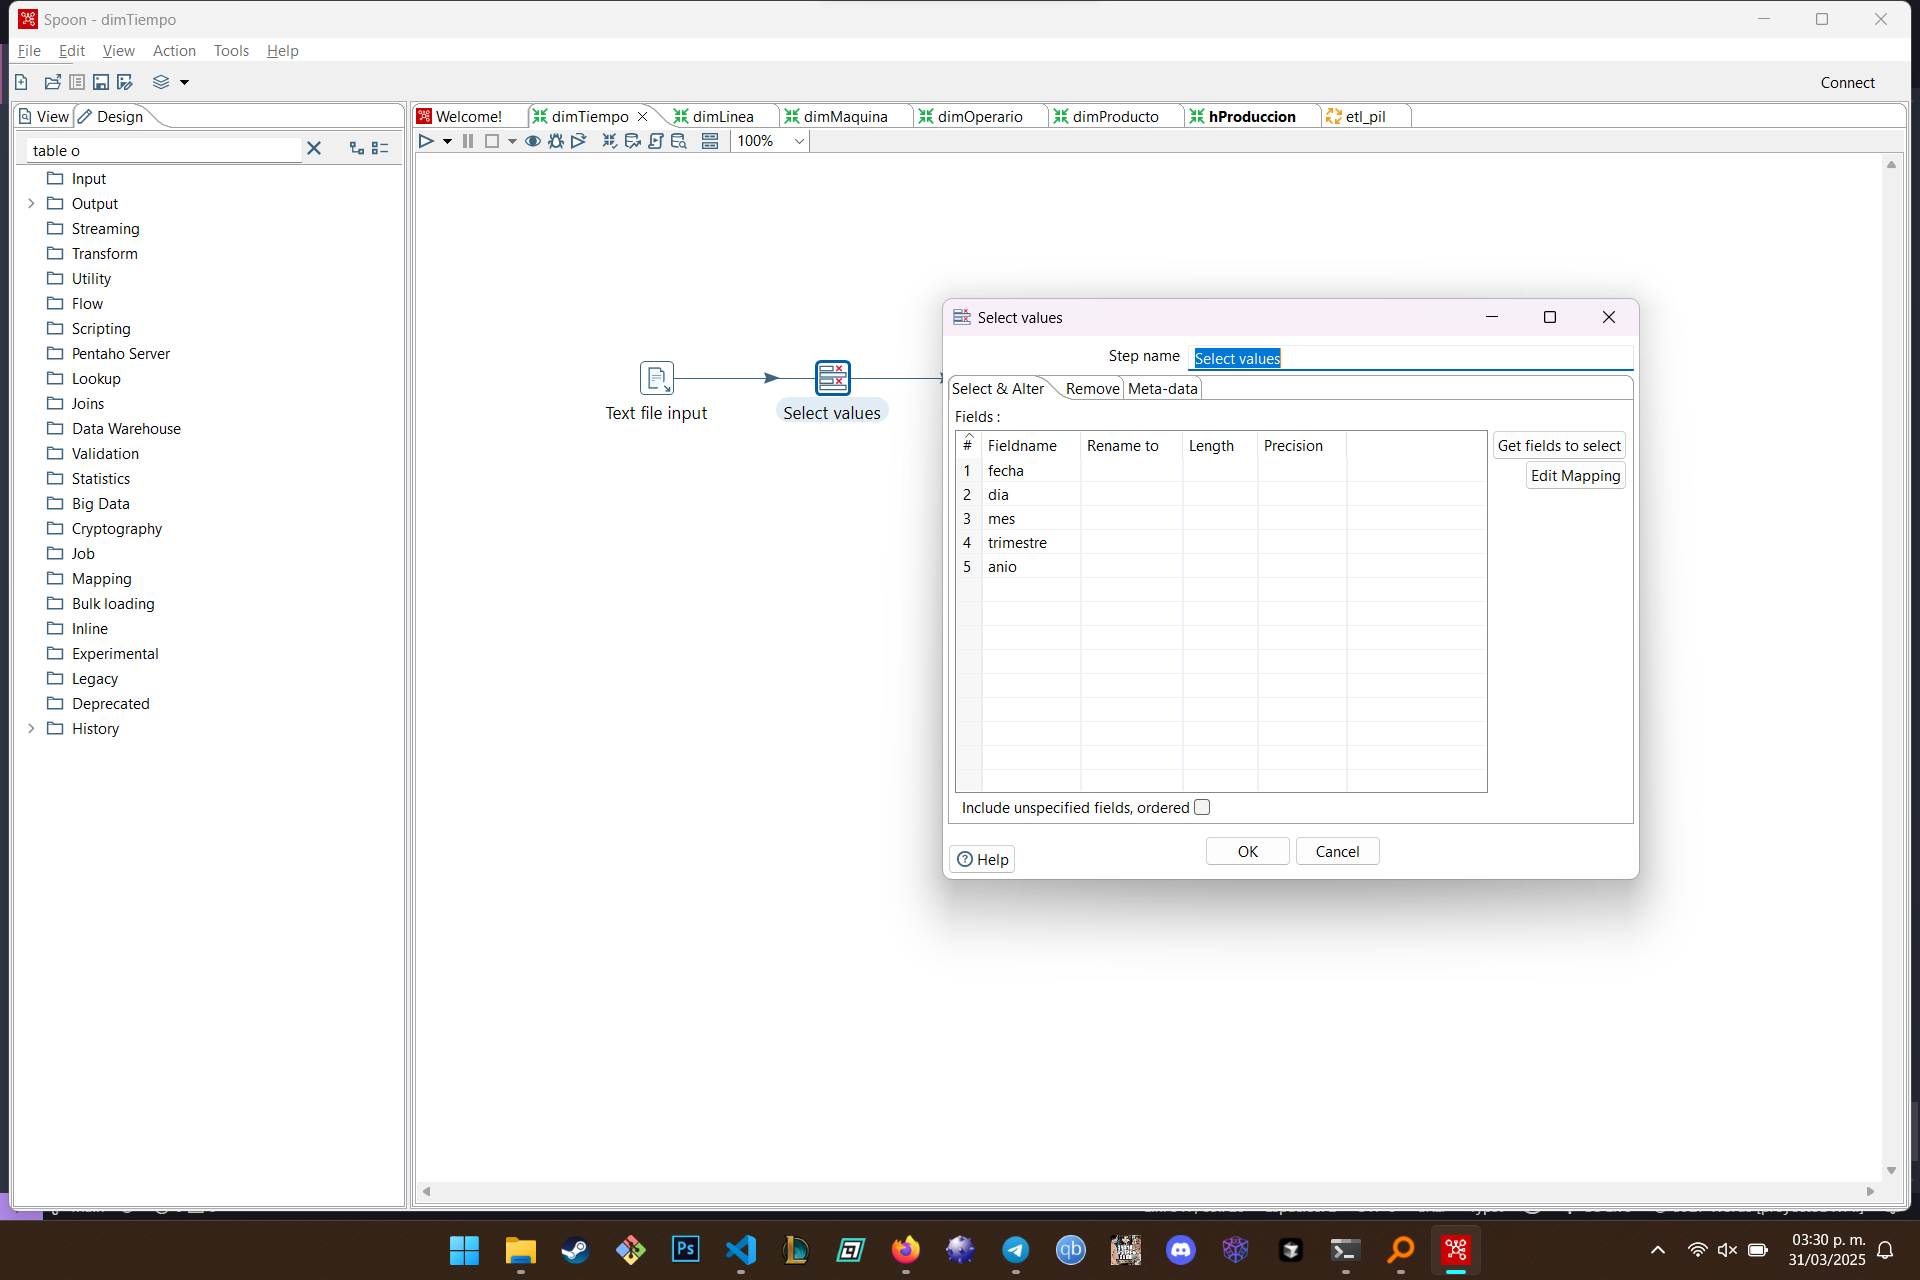 Spoon - dimTiempo
File Edit View Action Tools Help
Connect
View Design
Welcome! dimTiempo dimLinea dimMaquina dimOperario dimProducto hProduccion etl_pil
table o
100%
Input
Output
Streaming
Transform
Utility
Flow
Scripting
Pentaho Server
Lookup
Joins
Data Warehouse
Validation
Statistics
Big Data
Cryptography
Job
Mapping
Bulk loading
Inline
Experimental
Legacy
Deprecated
History
Text file input
Select values
Select values
Step name Select values
Select & Alter Remove Meta-data
Fields :
# Fieldname Rename to Length Precision
1 fecha
2 dia
3 mes
4 trimestre
5 anio
Get fields to select
Edit Mapping
Include unspecified fields, ordered
OK Cancel
Help
Ps
qb
03:30 p. m.
31/03/2025